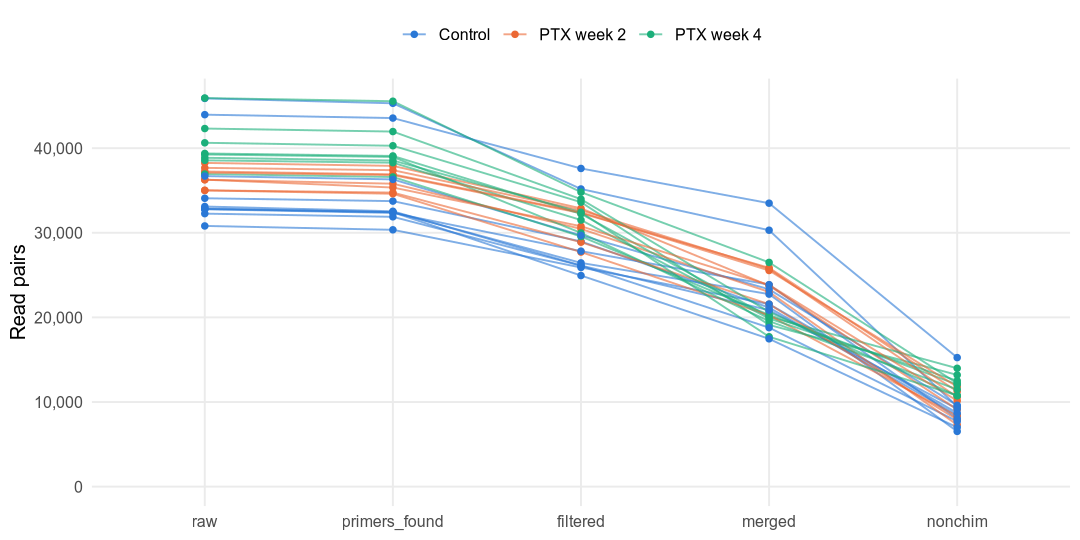 Control PTX week 2 PTX week 4
Read pairs
40,000
30,000
20,000
10,000
0
raw primers_found filtered merged nonchim